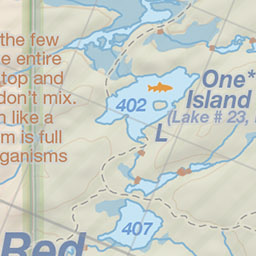 the few
e entire
top and
don't mix.
n like a
m is full
ganisms
One*
Island
(Lake # 23,
402
L
407
Red